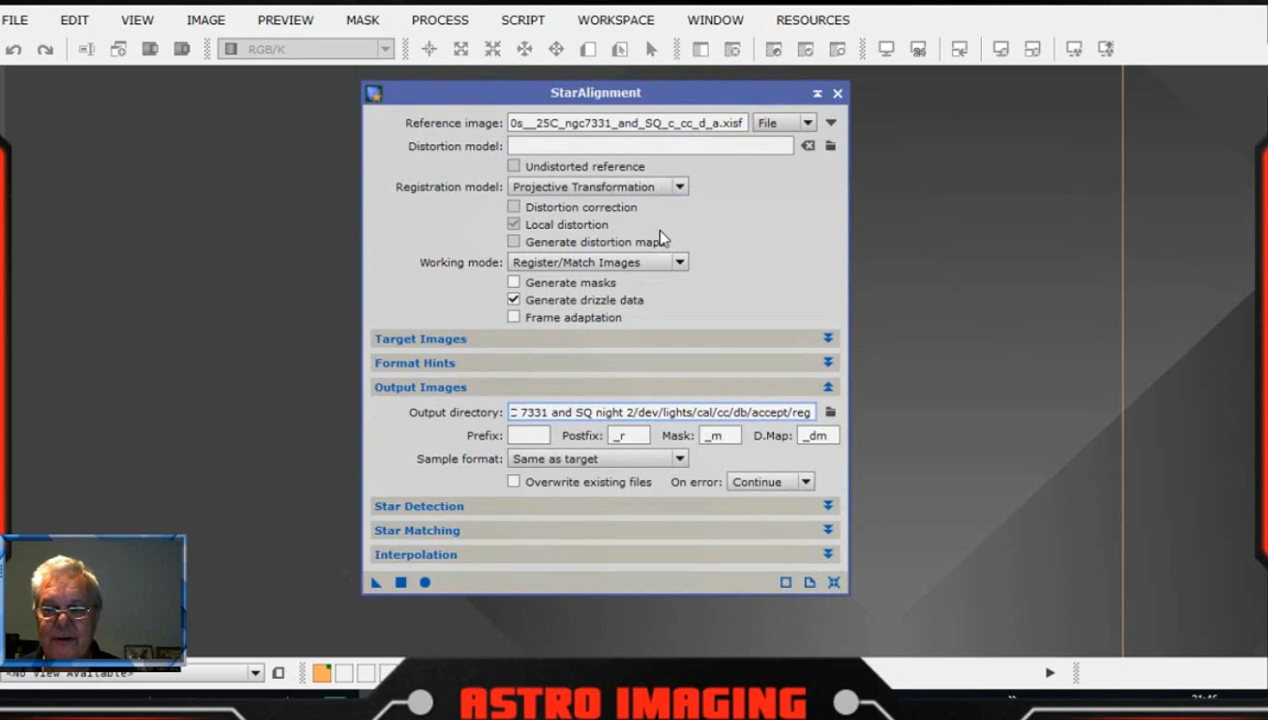 FILE EDIT VIEW IMAGE PREVIEW MASK PROCESS SCRIPT WORKSPACE WINDOW RESOURCES
RGB/K
StarAlignment
Reference image: 0s__25C_ngc7331_and_SQ_c_cc_d_a.xisf File
Distortion model:
Undistorted reference
Registration model: Projective Transformation
Distortion correction
Local distortion
Generate distortion maps
Working mode: Register/Match Images
Generate masks
Generate drizzle data
Frame adaptation
Target Images
Format Hints
Output Images
Output directory: 7331 and SQ night 2/dev/lights/cal/cc/db/accept/reg
Prefix: Postfix: _r Mask: _m D.Map: _dm
Sample format: Same as target
Overwrite existing files On error: Continue
Star Detection
Star Matching
Interpolation
<No View Available>
ASTRO IMAGING